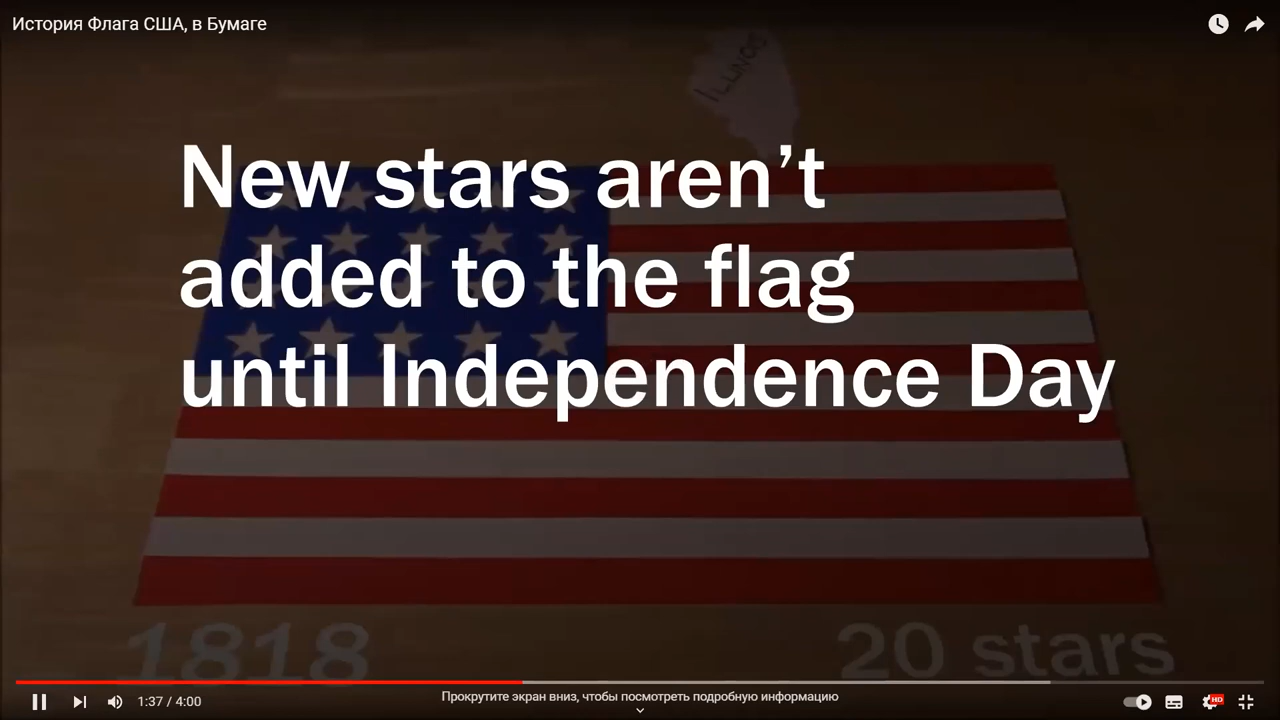 История Флага США, в Бумаге
ILLINOIS
New stars aren’t
added to the flag
until Independence Day
1818
20 stars
Прокрутите экран вниз, чтобы посмотреть подробную информацию
1:37 / 4:00
HD